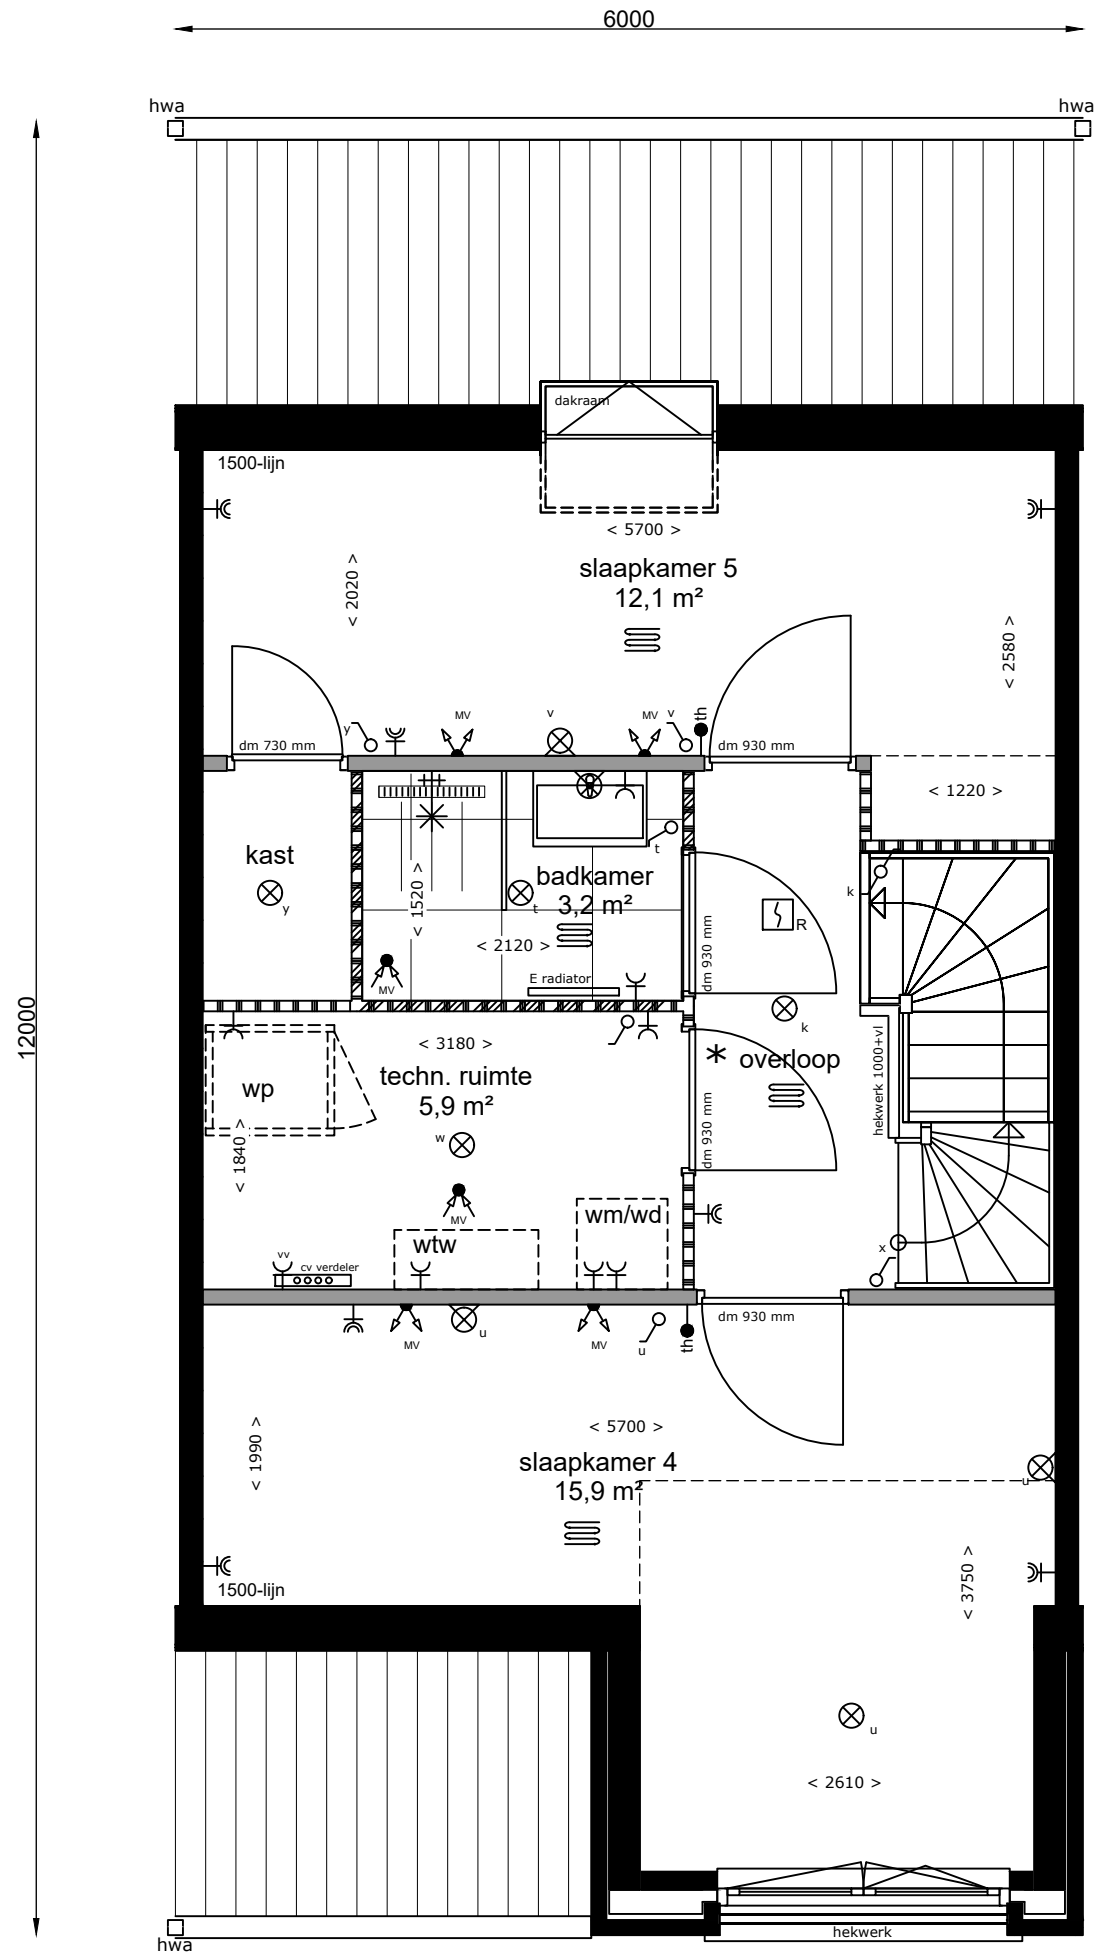 6000
hwa
hwa
12000
dakraam
1500-lijn
< 5700 >
slaapkamer 5
12,1 m²
< 2020 >
< 2580 >
y
MV
v
MV
v
th
dm 730 mm
dm 930 mm
< 1220 >
kast
y
< 1520 >
badkamer
3,2 m²
t
t
< 2120 >
E radiator
MV
dm 930 mm
R
k
k
< 3180 >
techn. ruimte
5,9 m²
wp
< 1840 >
w
MV
wtw
wm/wd
vv
cv verdeler
* overloop
dm 930 mm
hekwerk 1000+vl
x
MV
u
MV
u
th
dm 930 mm
< 5700 >
slaapkamer 4
15,9 m²
< 1990 >
u
1500-lijn
< 3750 >
u
< 2610 >
hekwerk
hwa